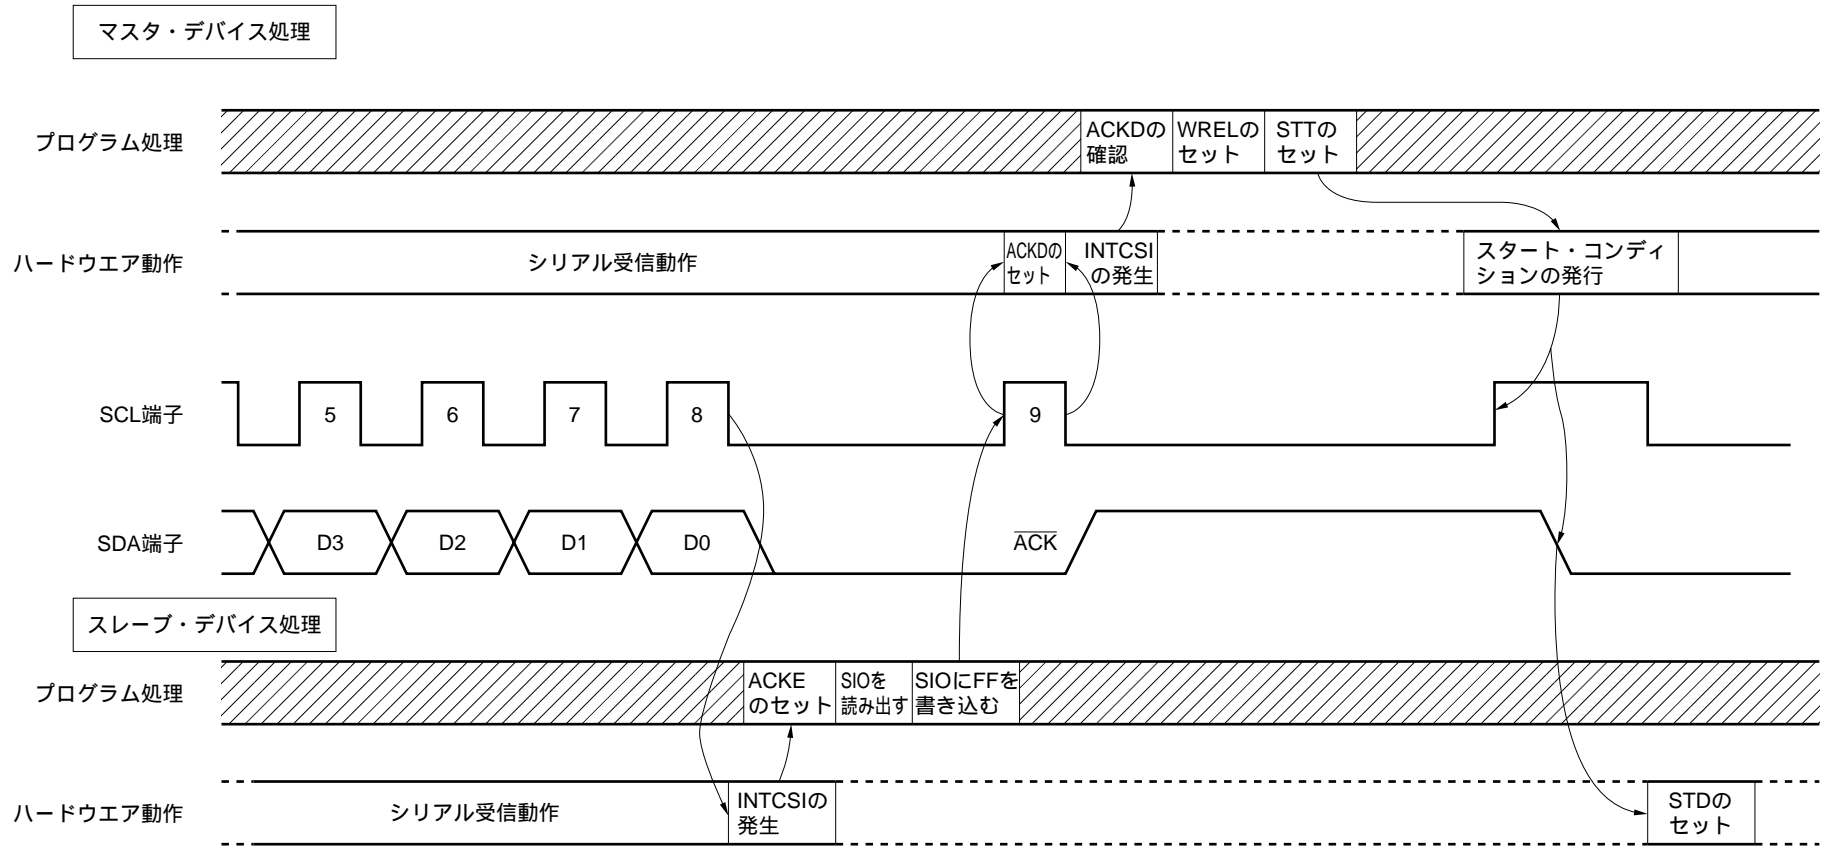 マスタ・デバイス処理
プログラム処理
ACKDの
確認
WRELの
セット
STTの
セット
ハードウエア動作
シリアル受信動作
ACKDの
セット
INTCSI
の発生
スタート・コンディ
ションの発行
SCL端子
5
6
7
8
9
SDA端子
D3
D2
D1
D0
ACK
スレーブ・デバイス処理
プログラム処理
ACKE
のセット
SIOを
読み出す
SIOにFFを
書き込む
ハードウエア動作
シリアル受信動作
INTCSIの
発生
STDの
セット